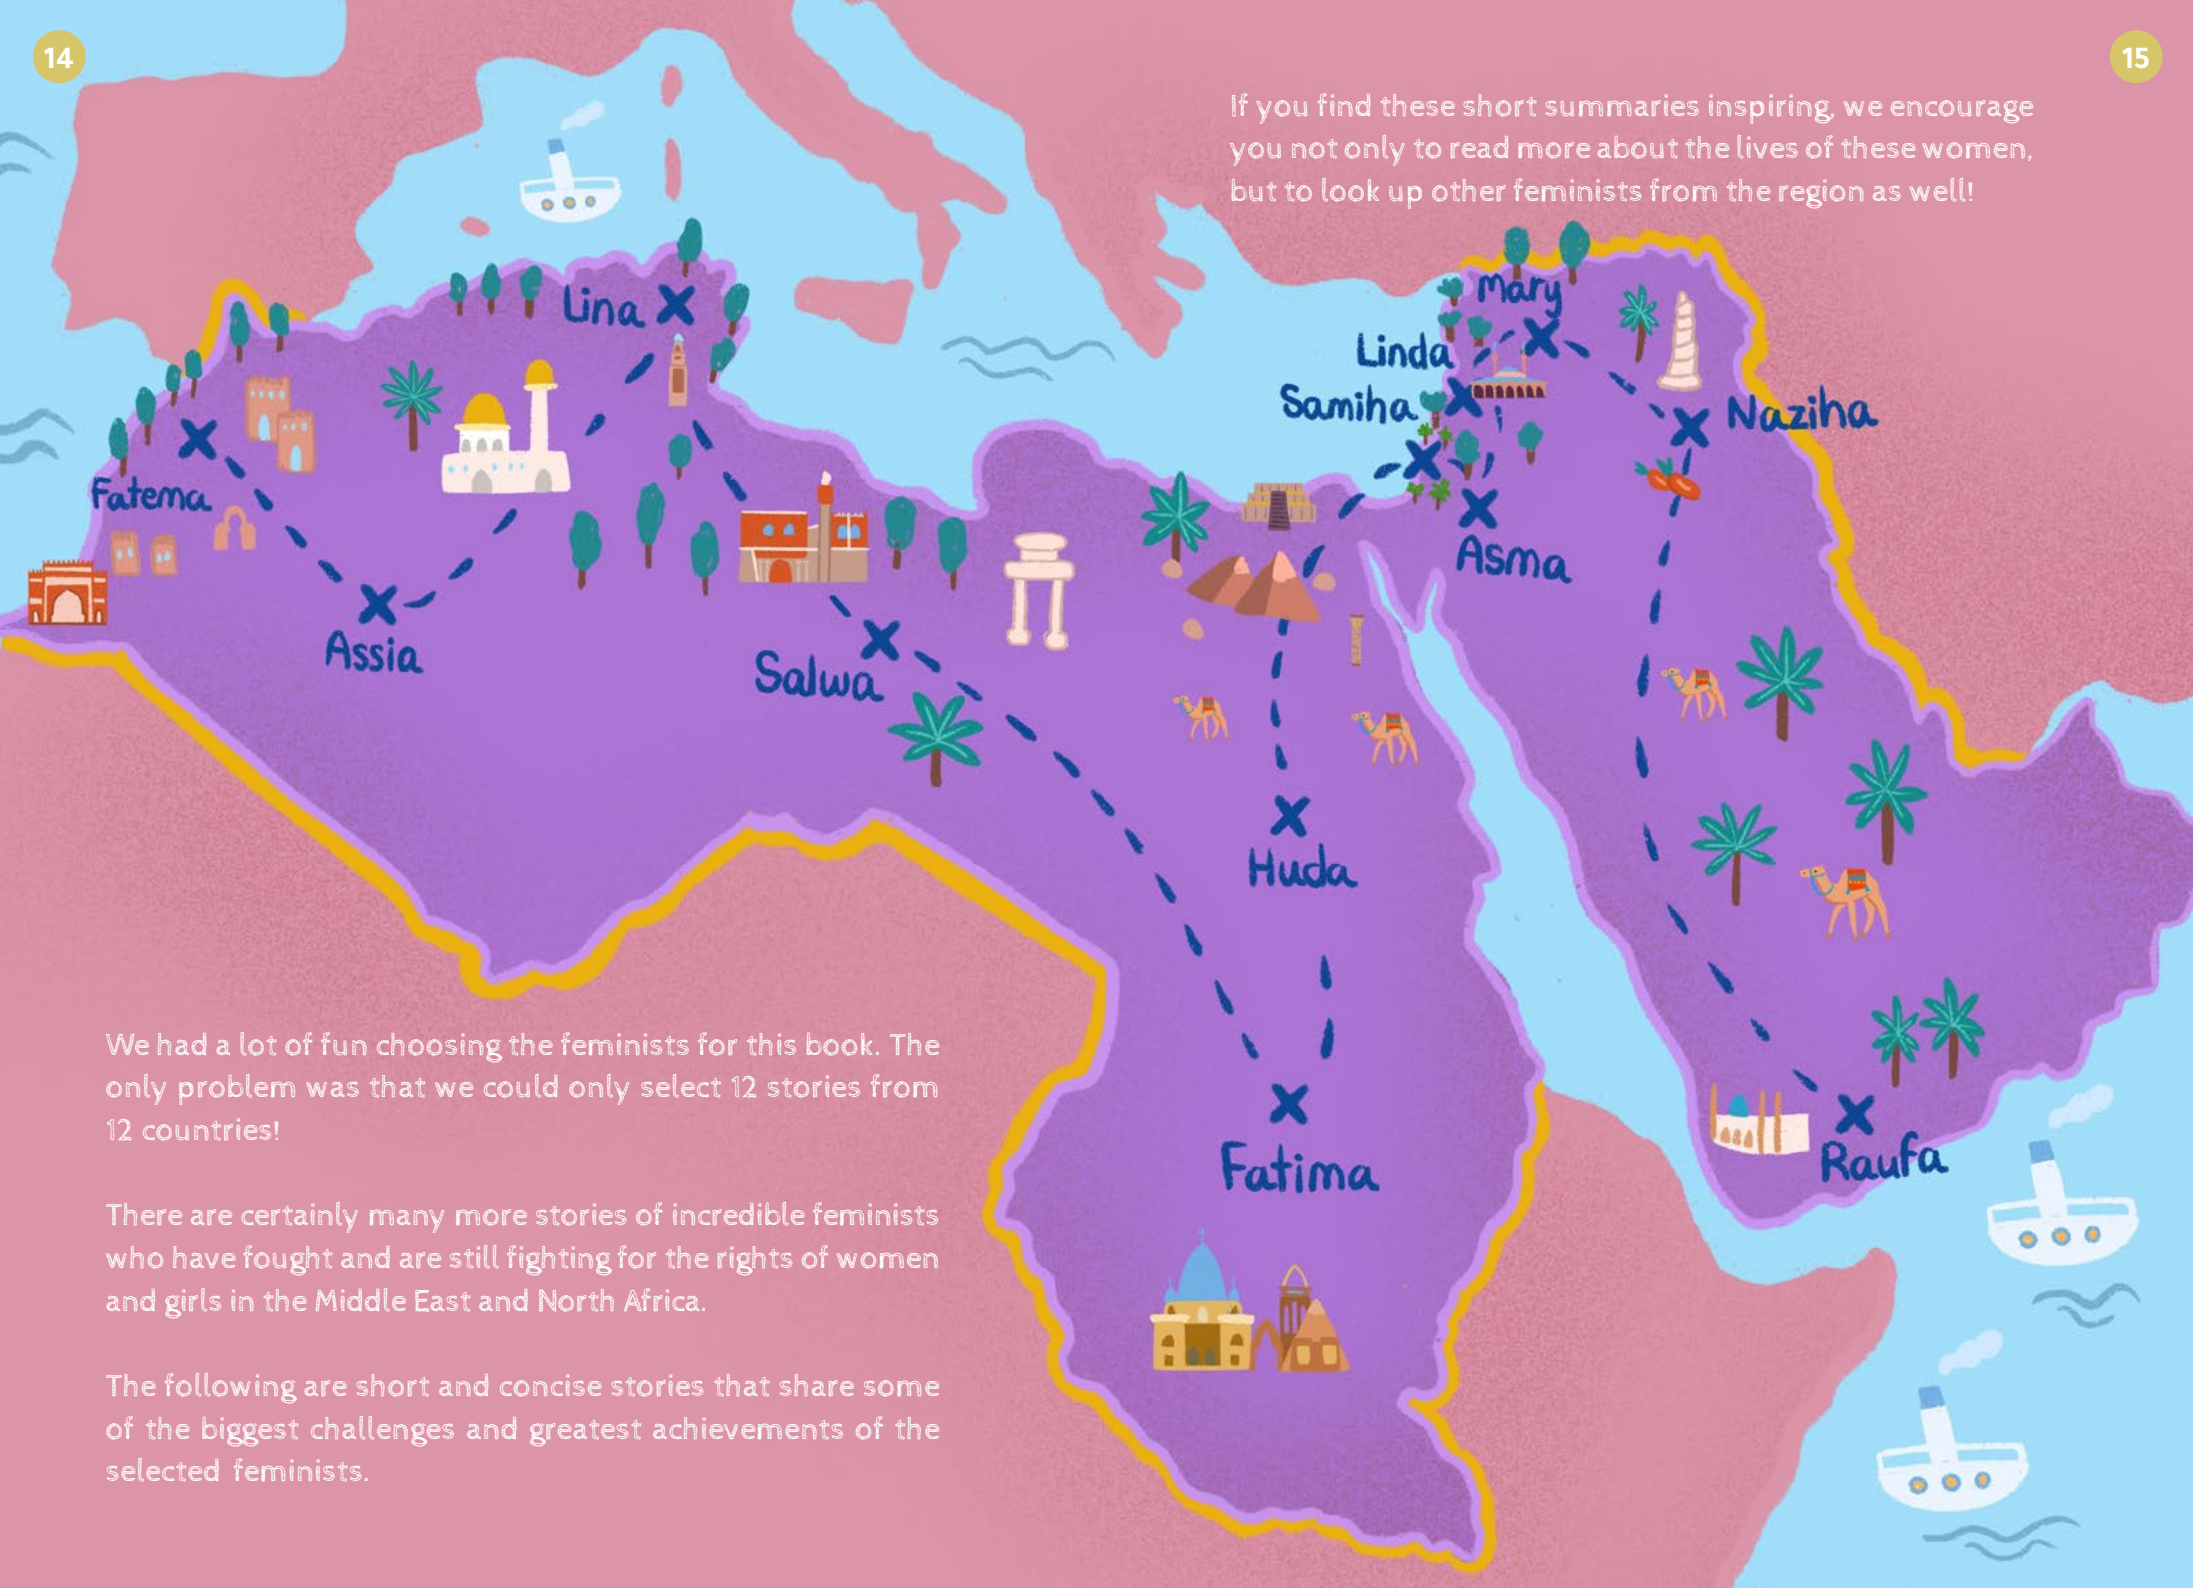 14
15
If you find these short summaries inspiring, we encourage
you not only to read more about the lives of these women,
but to look up other feminists from the region as well!
Lina
Mary
Linda
Samiha
Naziha
Fatema
Asma
Assia
Salwa
Huda
Fatima
Raufa
We had a lot of fun choosing the feminists for this book. The
only problem was that we could only select 12 stories from
12 countries!
There are certainly many more stories of incredible feminists
who have fought and are still fighting for the rights of women
and girls in the Middle East and North Africa.
The following are short and concise stories that share some
of the biggest challenges and greatest achievements of the
selected feminists.